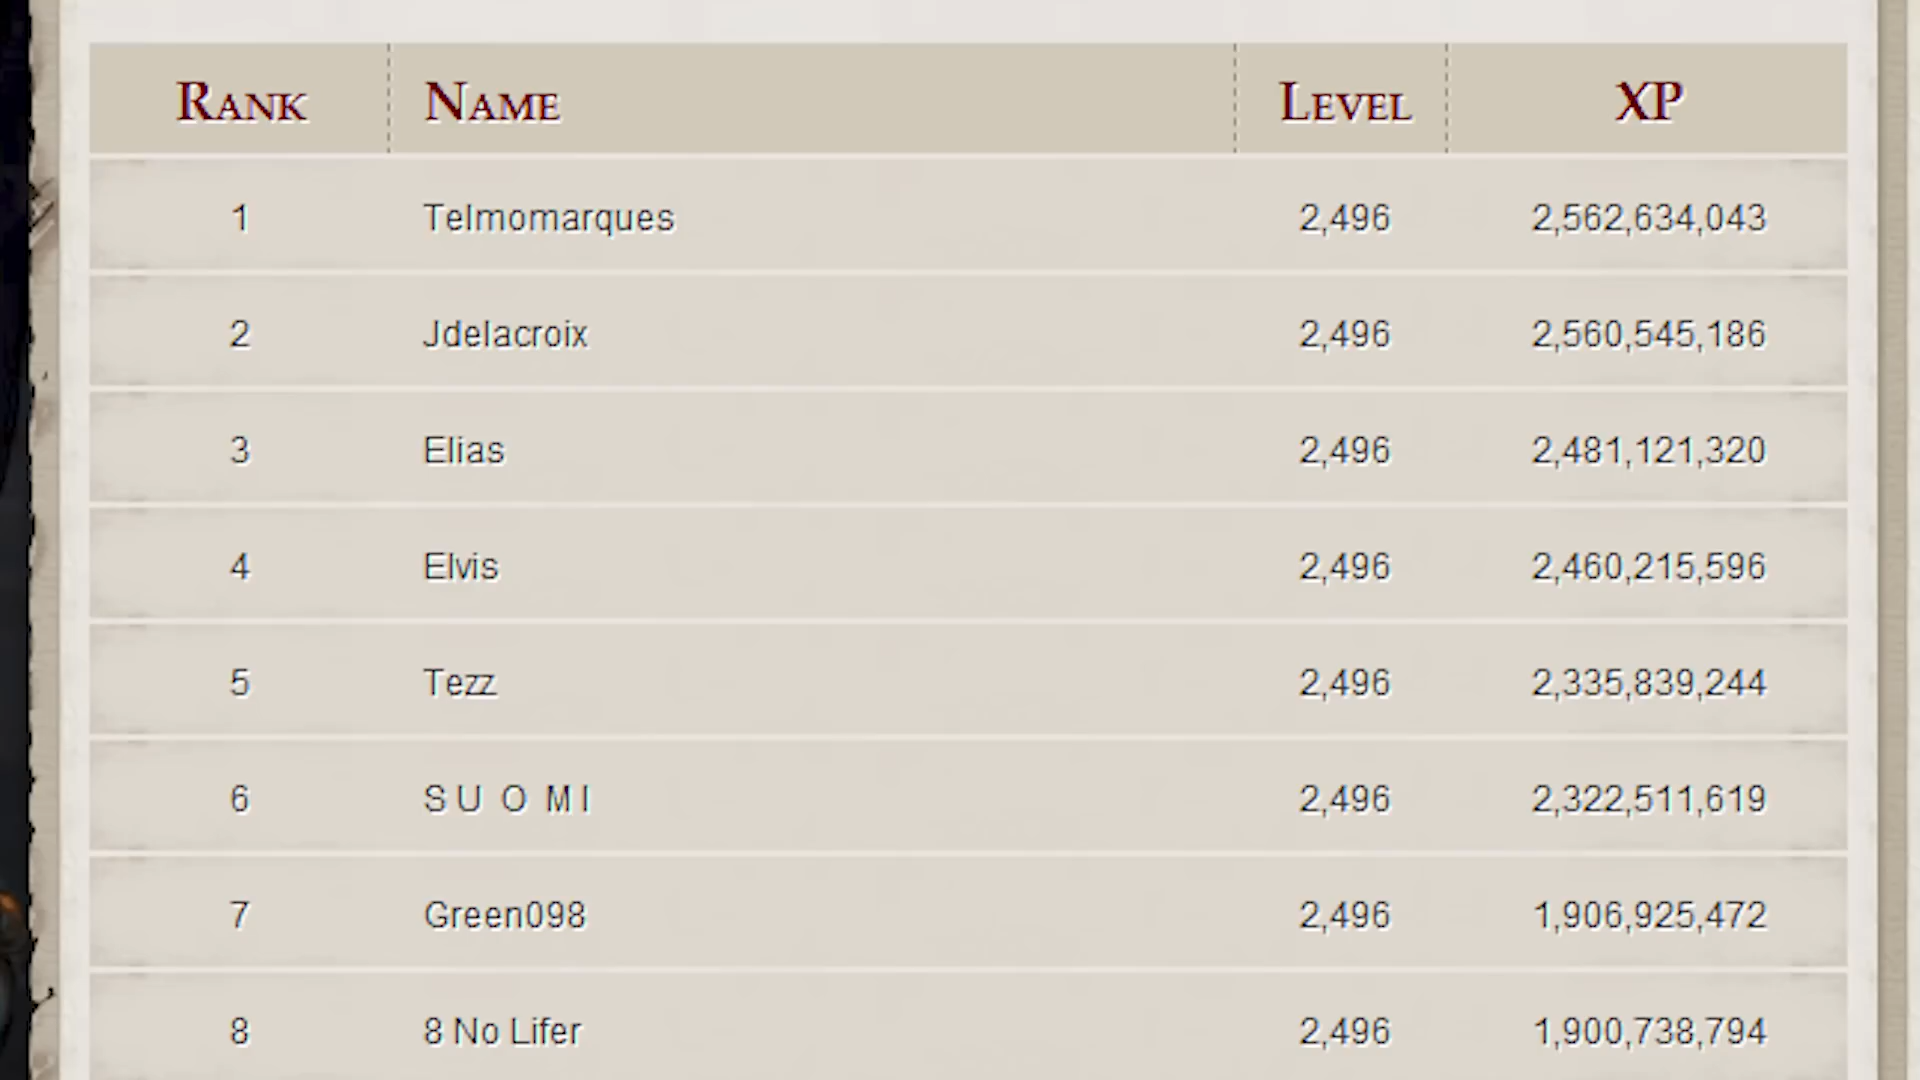 Rank Name Level XP
1 Telmomarques 2,496 2,562,634,043
2 Jdelacroix 2,496 2,560,545,186
3 Elias 2,496 2,481,121,320
4 Elvis 2,496 2,460,215,596
5 Tezz 2,496 2,335,839,244
6 S U O M I 2,496 2,322,511,619
7 Green098 2,496 1,906,925,472
8 8 No Lifer 2,496 1,900,738,794